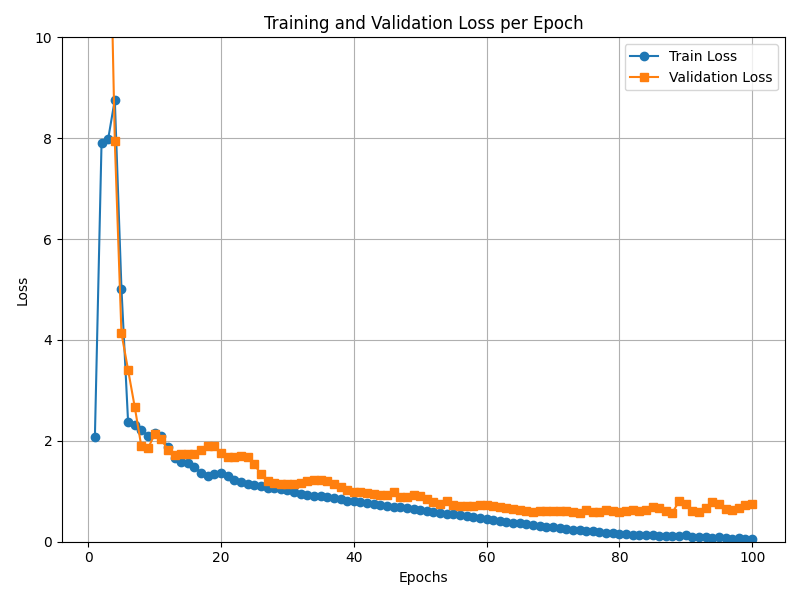 Training and Validation Loss per Epoch
Train Loss
Validation Loss
10
8
6
4
2
0
Loss
0 20 40 60 80 100
Epochs